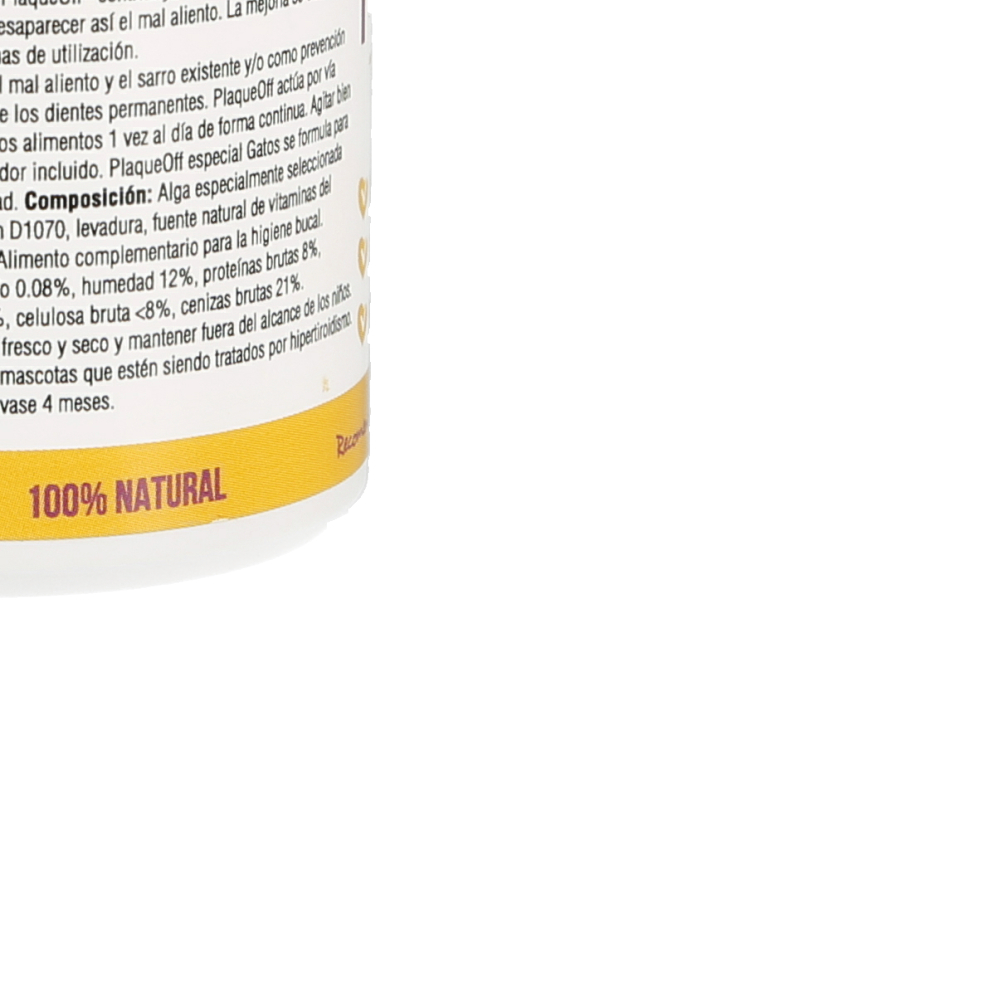 desaparecer así el mal aliento. La mejoría se
as de utilización.
l mal aliento y el sarro existente y/o como prevención
e los dientes permanentes. PlaqueOff actúa por vía
os alimentos 1 vez al día de forma continua. Agitar bien
dor incluido. PlaqueOff especial Gatos se formula para
ad. Composición: Alga especialmente seleccionada
n D1070, levadura, fuente natural de vitaminas del
Alimento complementario para la higiene bucal.
o 0.08%, humedad 12%, proteínas brutas 8%,
%, celulosa bruta <8%, cenizas brutas 21%.
fresco y seco y mantener fuera del alcance de los niños.
mascotas que estén siendo tratados por hipertiroidismo.
vase 4 meses.
Recom
100% NATURAL